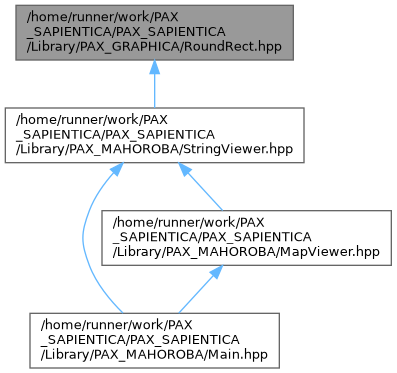 /home/runner/work/PAX
_SAPIENTICA/PAX_SAPIENTICA
/Library/PAX_GRAPHICA/RoundRect.hpp
/home/runner/work/PAX
_SAPIENTICA/PAX_SAPIENTICA
/Library/PAX_MAHOROBA/StringViewer.hpp
/home/runner/work/PAX
_SAPIENTICA/PAX_SAPIENTICA
/Library/PAX_MAHOROBA/MapViewer.hpp
/home/runner/work/PAX
_SAPIENTICA/PAX_SAPIENTICA
/Library/PAX_MAHOROBA/Main.hpp